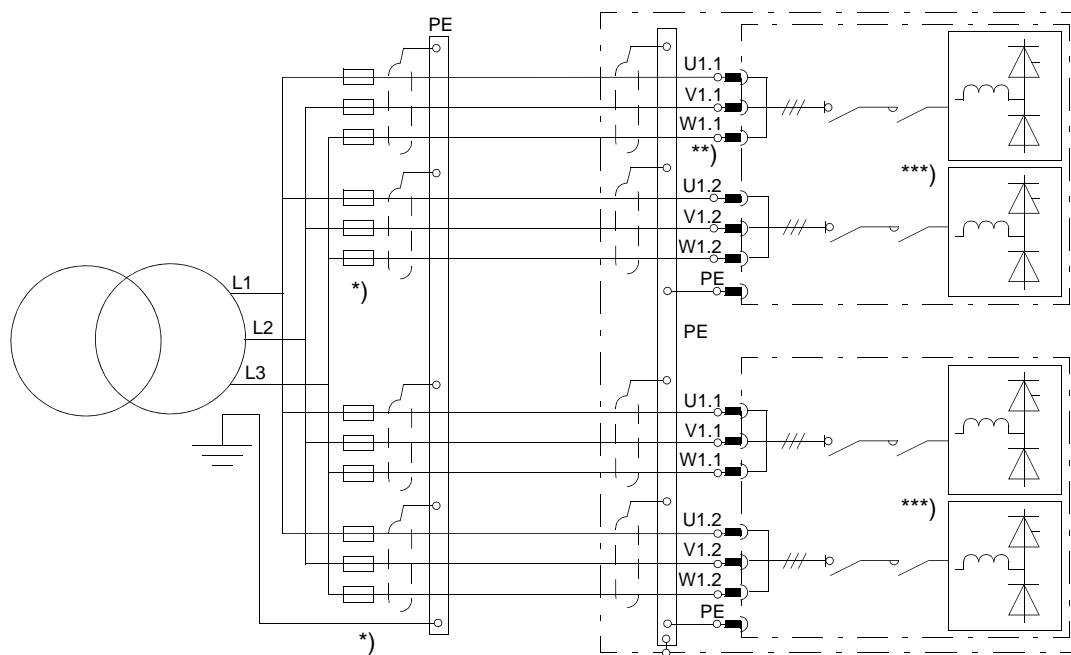 PE
U1.1
V1.1
W1.1
**)
***)
U1.2
V1.2
W1.2
*)
PE
L1
L2
L3
PE
U1.1
V1.1
W1.1
***)
U1.2
V1.2
W1.2
PE
*)